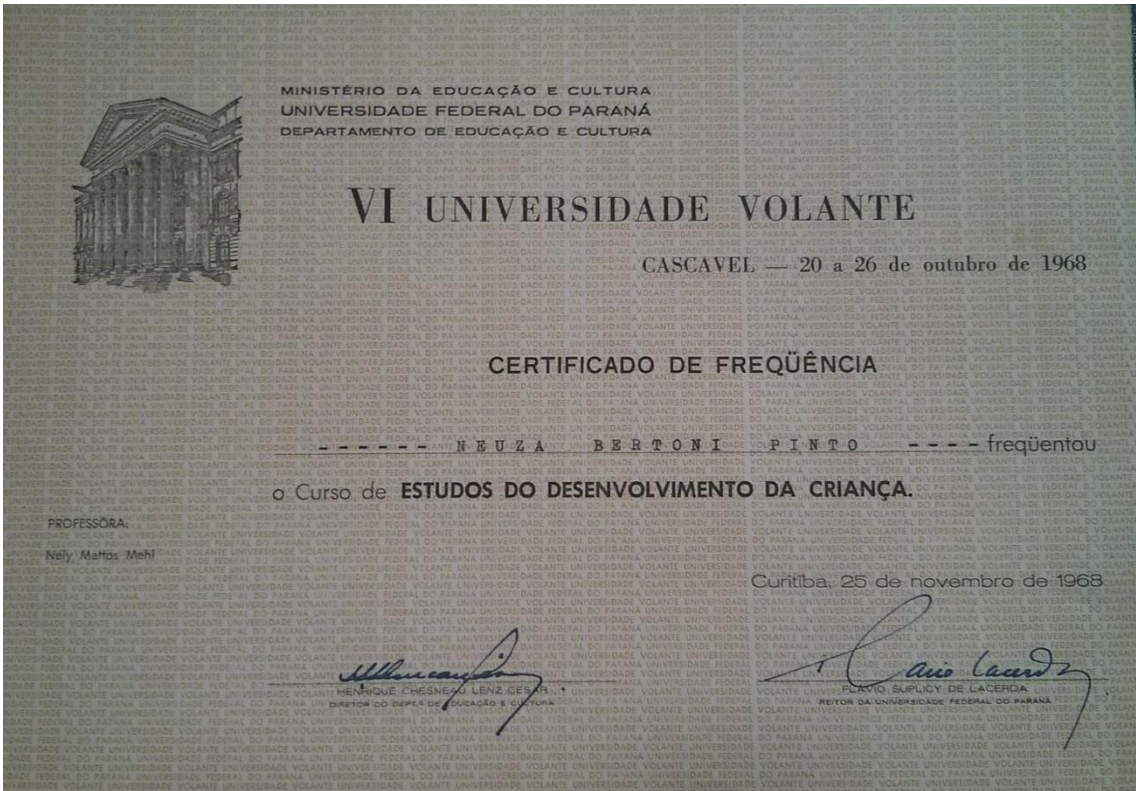 MINISTÉRIO DA EDUCAÇÃO E CULTURA
UNIVERSIDADE FEDERAL DO PARANÁ
DEPARTAMENTO DE EDUCAÇÃO E CULTURA
VI UNIVERSIDADE VOLANTE
CASCAVEL — 20 a 26 de outubro de 1968
CERTIFICADO DE FREQÜÊNCIA
- - - - - - NEUZA BERTONI PINTO - - - - freqüentou
o Curso de ESTUDOS DO DESENVOLVIMENTO DA CRIANÇA.
PROFESSÔRA:
Nely Mattos Mehl
Curitiba, 25 de novembro de 1968
HENRIQUE CHESNEAU LENZ CESAR
DIRETOR DO DEPT.º DE EDUCAÇÃO E CULTURA
FLAVIO SUPLICY DE LACERDA
REITOR DA UNIVERSIDADE FEDERAL DO PARANÁ